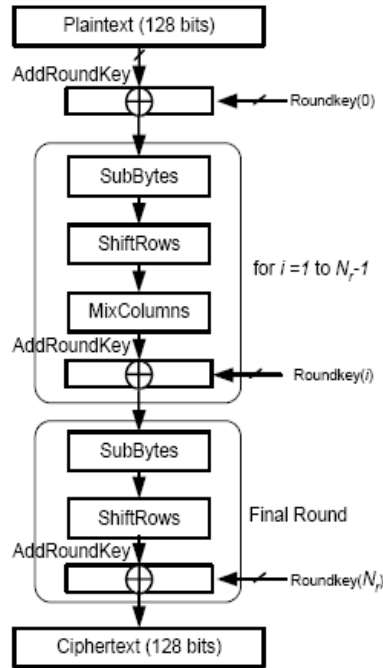 Plaintext (128 bits)
AddRoundKey
Roundkey(0)
SubBytes
ShiftRows
for i =1 to Nr-1
MixColumns
AddRoundKey
Roundkey(i)
SubBytes
ShiftRows
Final Round
AddRoundKey
Roundkey(Nr)
Ciphertext (128 bits)